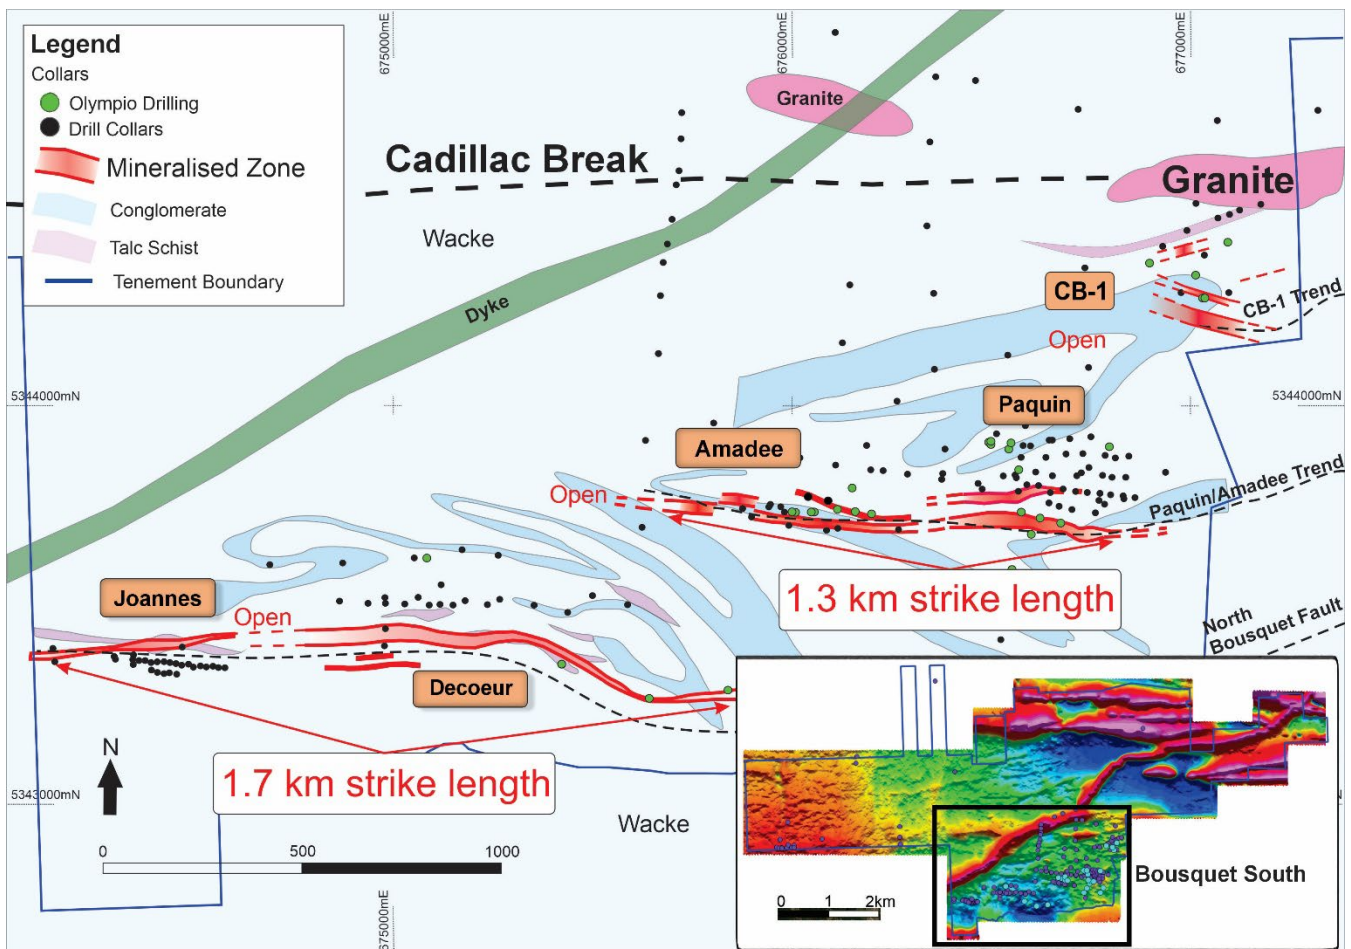 675000mE
676000mE
677000mE
Legend
Collars
Olympio Drilling
Drill Collars
Mineralised Zone
Conglomerate
Talc Schist
Tenement Boundary
Granite
Cadillac Break
Granite
Wacke
Dyke
CB-1
CB-1 Trend
Open
5344000mN
5344000mN
Paquin
Amadee
Open
Paquin/Amadee Trend
1.3 km strike length
Joannes
Open
North
Bousquet Fault
Decoeur
N
1.7 km strike length
5343000mN
Wacke
0
500
1000
675000mE
Bousquet South
0 1 2km